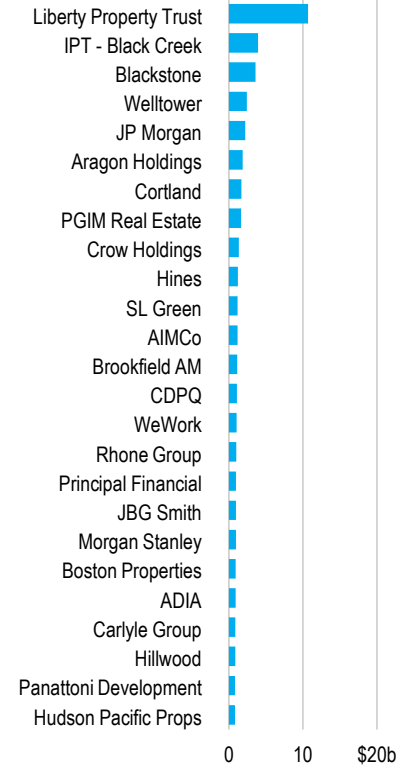 Liberty Property Trust
IPT - Black Creek
Blackstone
Welltower
JP Morgan
Aragon Holdings
Cortland
PGIM Real Estate
Crow Holdings
Hines
SL Green
AIMCo
Brookfield AM
CDPQ
WeWork
Rhone Group
Principal Financial
JBG Smith
Morgan Stanley
Boston Properties
ADIA
Carlyle Group
Hillwood
Panattoni Development
Hudson Pacific Props
0 10 $20b